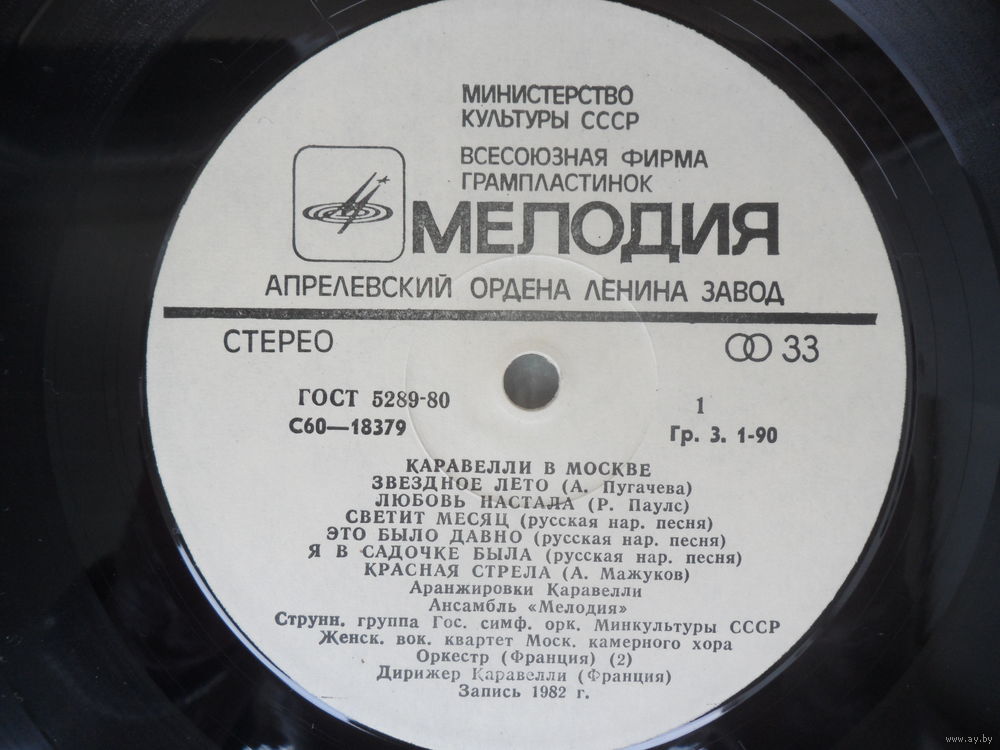 МИНИСТЕРСТВО
КУЛЬТУРЫ СССР
ВСЕСОЮЗНАЯ ФИРМА
ГРАМПЛАСТИНОК
МЕЛОДИЯ
АПРЕЛЕВСКИЙ ОРДЕНА ЛЕНИНА ЗАВОД
СТЕРЕО
33
ГОСТ 5289-80
С60—18379
1
Гр. 3. 1-90
КАРАВЕЛЛИ В МОСКВЕ
ЗВЕЗДНОЕ ЛЕТО (А. Пугачева)
ЛЮБОВЬ НАСТАЛА (Р. Паулс)
СВЕТИТ МЕСЯЦ (русская нар. песня)
ЭТО БЫЛО ДАВНО (русская нар. песня)
Я В САДОЧКЕ БЫЛА (русская нар. песня)
КРАСНАЯ СТРЕЛА (А. Мажуков)
Аранжировки Каравелли
Ансамбль «Мелодия»
Струнн. группа Гос. симф. орк. Минкультуры СССР
Женск. вок. квартет Моск. камерного хора
Оркестр (Франция) (2)
Дирижер Каравелли (Франция)
Запись 1982 г.
www.ay.by